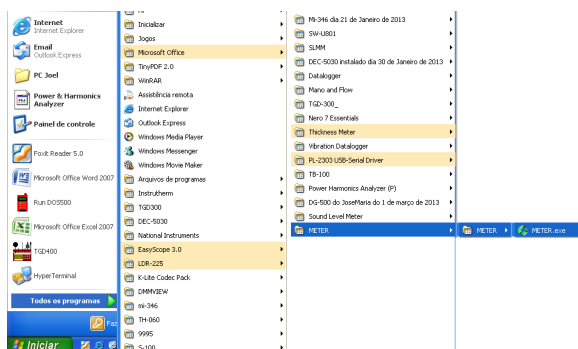 Internet
Internet Explorer
Email
Outlook Express
PC Joel
Power & Harmonics
Analyzer
Painel de controle
Foxit Reader 5.0
Microsoft Office Word 2007
Run DOS500
Microsoft Office Excel 2007
TGD400
HyperTerminal
Todos os programas
Faz
Iniciar
Inicializar
Jogos
Microsoft Office
TinyPDF 2.0
WinRAR
Assistência remota
Internet Explorer
Outlook Express
Windows Media Player
Windows Messenger
Windows Movie Maker
Arquivos de programas
Instrutherm
TGD300
DEC-5030
National Instruments
EasyScope 3.0
LDR-225
K-Lite Codec Pack
DMMVIEW
mi-346
TH-060
9995
S-100
Mi-346 dia 21 de Janeiro de 2013
SW-U801
SLMM
DEC-5030 instalado dia 30 de Janeiro de 2013
Datalogger
Mano and Flow
TGD-300_
Nero 7 Essentials
Thickness Meter
Vibration Datalogger
PL-2303 USB-Serial Driver
TB-100
Power Harmonics Analyzer (P)
DG-500 do JoseMaria do 1 de março de 2013
Sound Level Meter
METER
METER
METER.exe